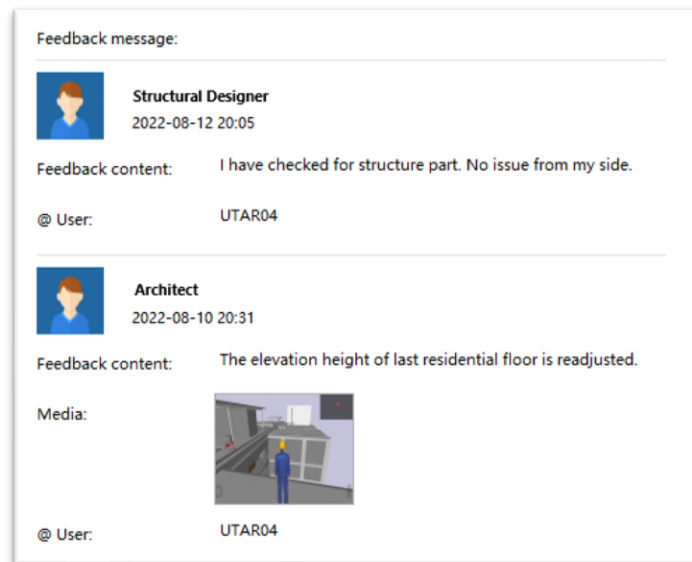 Feedback message:
Structural Designer
2022-08-12 20:05
Feedback content: I have checked for structure part. No issue from my side.
@ User: UTAR04
Architect
2022-08-10 20:31
Feedback content: The elevation height of last residential floor is readjusted.
Media:
@ User: UTAR04